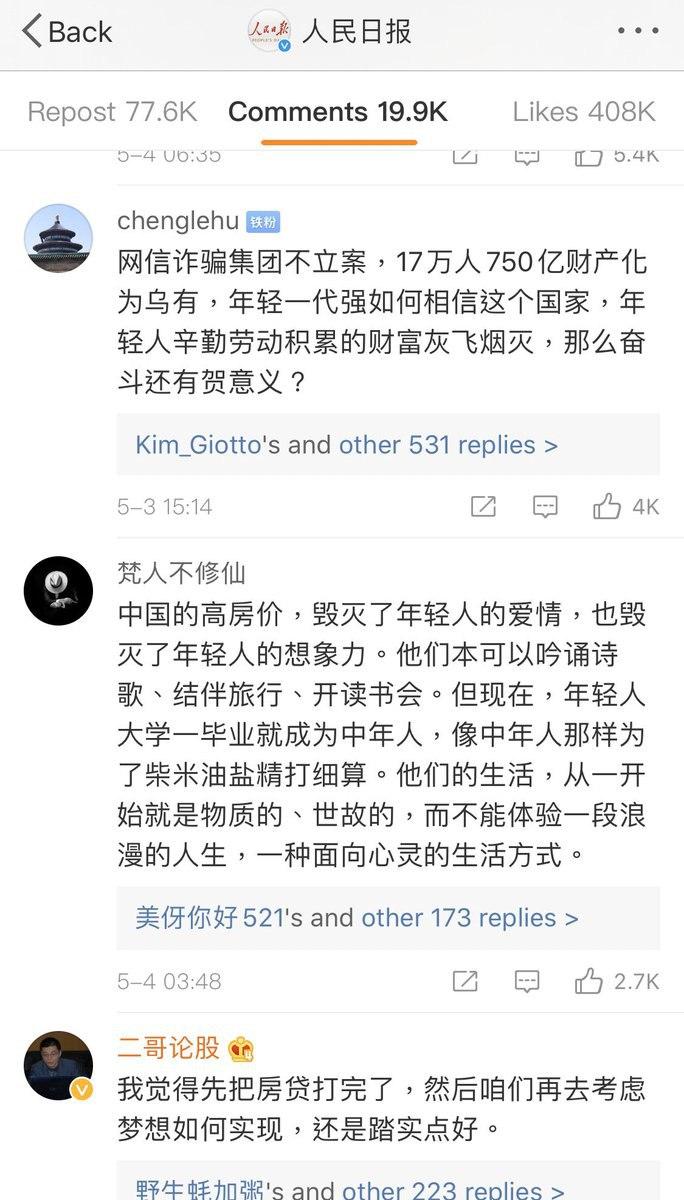 Back
人民日报
Repost 77.6K Comments 19.9K Likes 408K
5-4 06:35 5.4K
chenglehu 铁粉
网信诈骗集团不立案，17万人750亿财产化
为乌有，年轻一代强如何相信这个国家，年
轻人辛勤劳动积累的财富灰飞烟灭，那么奋
斗还有贺意义？
Kim_Giotto's and other 531 replies >
5-3 15:14 4K
梵人不修仙
中国的高房价，毁灭了年轻人的爱情，也毁
灭了年轻人的想象力。他们本可以吟诵诗
歌、结伴旅行、开读书会。但现在，年轻人
大学一毕业就成为中年人，像中年人那样为
了柴米油盐精打细算。他们的生活，从一开
始就是物质的、世故的，而不能体验一段浪
漫的人生，一种面向心灵的生活方式。
美伢你好521's and other 173 replies >
5-4 03:48 2.7K
二哥论股
我觉得先把房贷打完了，然后咱们再去考虑
梦想如何实现，还是踏实点好。
野生蚝加粥's and other 223 replies >